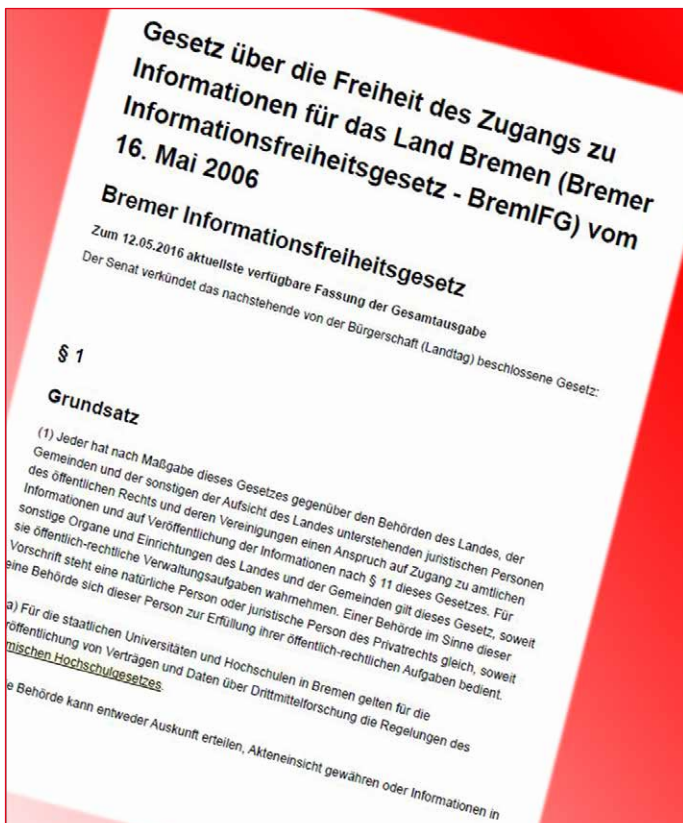 Gesetz über die Freiheit des Zugangs zu
Informationen für das Land Bremen (Bremer
Informationsfreiheitsgesetz - BremIFG) vom
16. Mai 2006
Bremer Informationsfreiheitsgesetz
Zum 12.05.2016 aktuellste verfügbare Fassung der Gesamtausgabe
Der Senat verkündet das nachstehende von der Bürgerschaft (Landtag) beschlossene Gesetz:
§ 1
Grundsatz
(1) Jeder hat nach Maßgabe dieses Gesetzes gegenüber den Behörden des Landes, der
Gemeinden und der sonstigen der Aufsicht des Landes unterstehenden juristischen Personen
des öffentlichen Rechts und deren Vereinigungen einen Anspruch auf Zugang zu amtlichen
Informationen und auf Veröffentlichung der Informationen nach § 11 dieses Gesetzes. Für
sonstige Organe und Einrichtungen des Landes und der Gemeinden gilt dieses Gesetz, soweit
sie öffentlich-rechtliche Verwaltungsaufgaben wahrnehmen. Einer Behörde im Sinne dieser
Vorschrift steht eine natürliche Person oder juristische Person des Privatrechts gleich, soweit
eine Behörde sich dieser Person zur Erfüllung ihrer öffentlich-rechtlichen Aufgaben bedient.
a) Für die staatlichen Universitäten und Hochschulen in Bremen gelten für die
röffentlichung von Verträgen und Daten über Drittmittelforschung die Regelungen des
mischen Hochschulgesetzes.
e Behörde kann entweder Auskunft erteilen, Akteneinsicht gewähren oder Informationen in